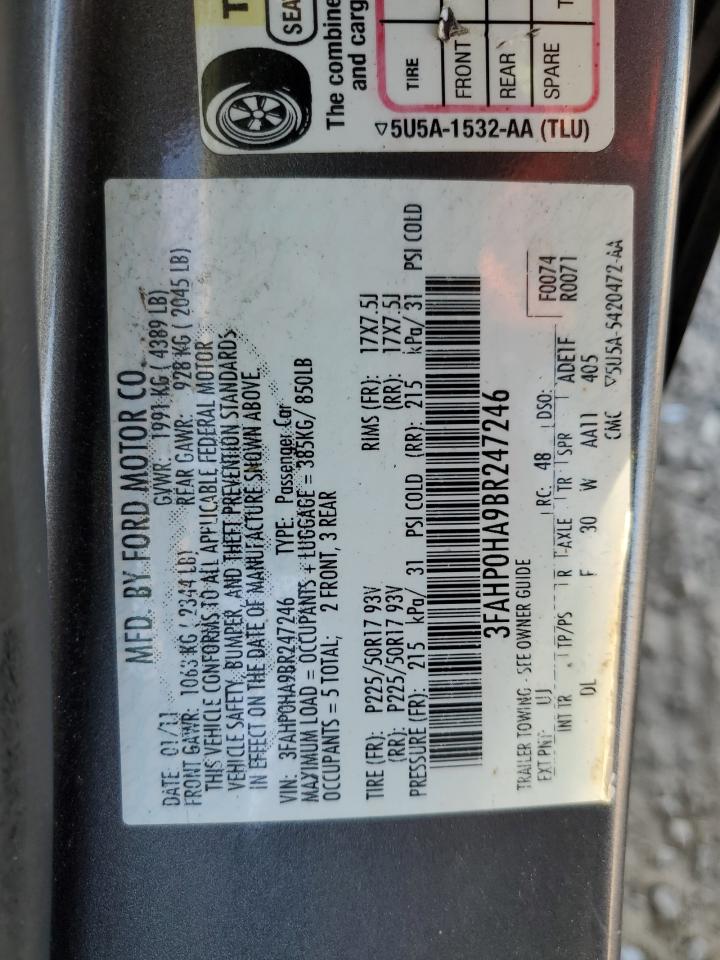 T
SEA
The combine
and carg
TIRE
FRONT
REAR
SPARE
T
▽5U5A-1532-AA (TLU)
MFD. BY FORD MOTOR CO.
DATE: 01/11 GVWR: 1991 KG ( 4389 LB)
FRONT GAWR: 1063 KG ( 2344 LB) REAR GAWR: 928 KG ( 2045 LB)
THIS VEHICLE CONFORMS TO ALL APPLICABLE FEDERAL MOTOR
VEHICLE SAFETY, BUMPER, AND THEFT PREVENTION STANDARDS
IN EFFECT ON THE DATE OF MANUFACTURE SHOWN ABOVE.
VIN: 3FAHP0HA9BR247246 TYPE: Passenger Car
MAXIMUM LOAD = OCCUPANTS + LUGGAGE = 385KG/ 850LB
OCCUPANTS = 5 TOTAL; 2 FRONT, 3 REAR
TIRE (FR): P225/50R17 93V RIMS (FR): 17X7.5J
(RR): P225/50R17 93V (RR): 17X7.5J
PRESSURE (FR): 215 kPa/ 31 PSI COLD (RR): 215 kPa/ 31 PSI COLD
3FAHP0HA9BR247246
TRAILER TOWING - SEE OWNER GUIDE
EXT PNT: UJ RC: 48 DSO: F0074
R0071
INT TR TP/PS R AXLE TR SPR ADE1F
DL F 30 W AA11 405
CMC ▽5U5A-5420472-AA